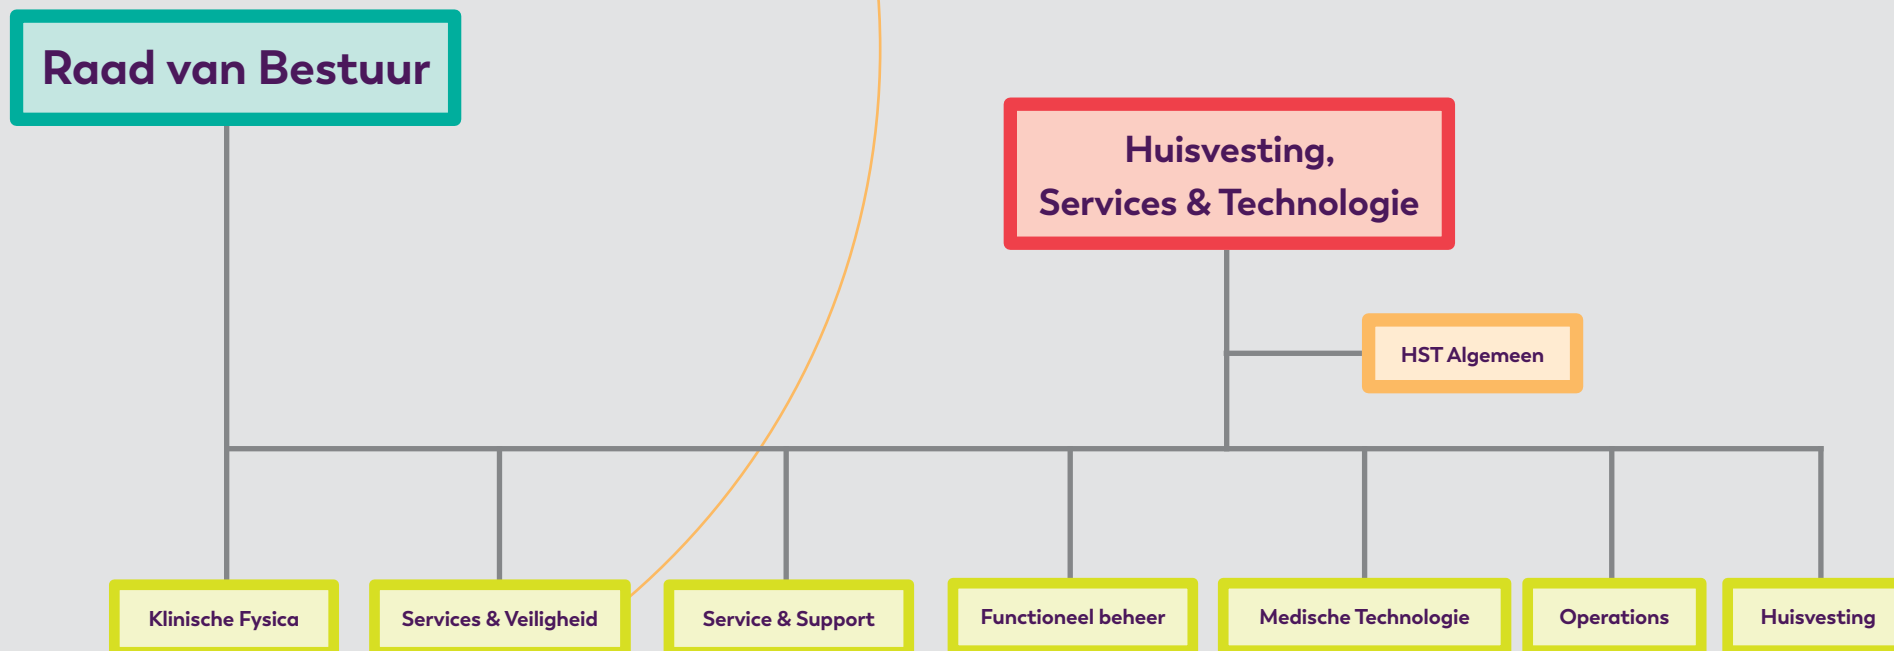 Raad van Bestuur
Huisvesting,
Services & Technologie
HST Algemeen
Klinische Fysica
Services & Veiligheid
Service & Support
Functioneel beheer
Medische Technologie
Operations
Huisvesting